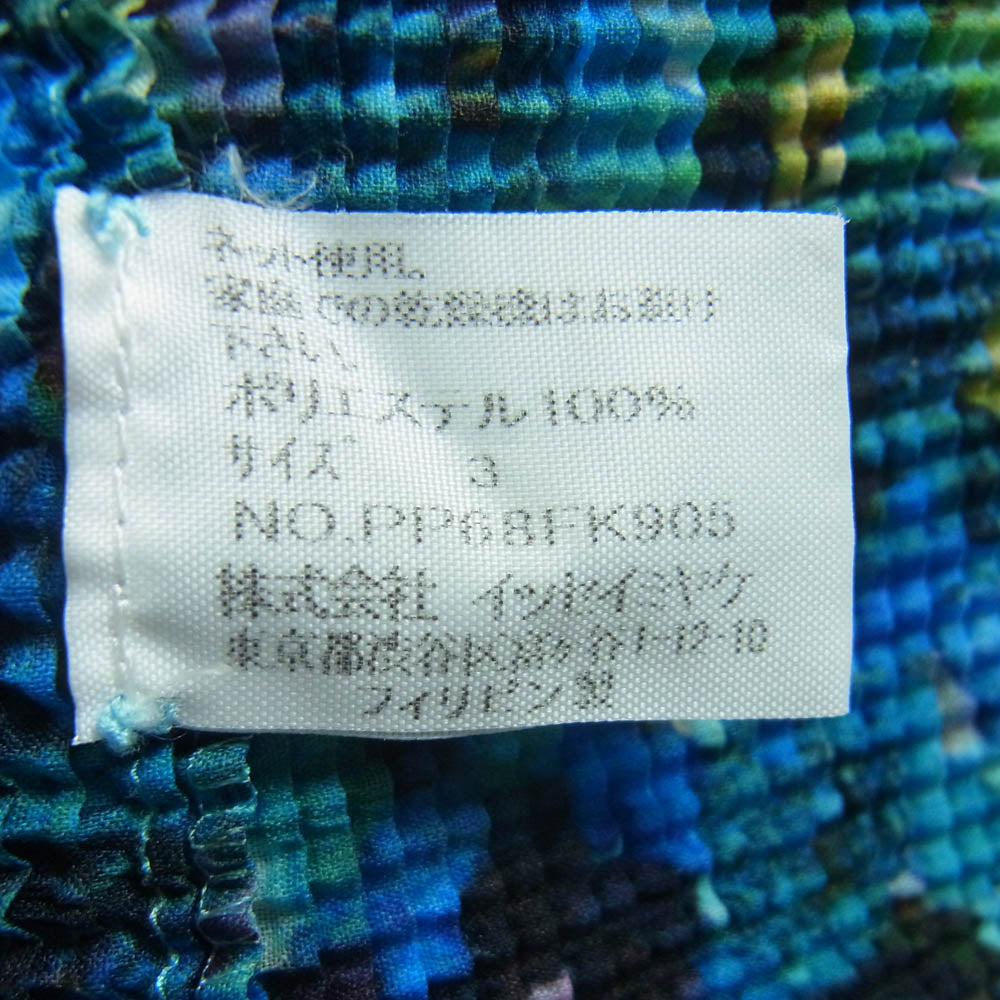 ネット使用。
家庭での乾燥機はお避け
下さい。
ポリエステル100%
サイズ 3
NO.PP68FK905
株式会社 イッセイミヤケ
東京都渋谷区 1-12-10
フィリピン製